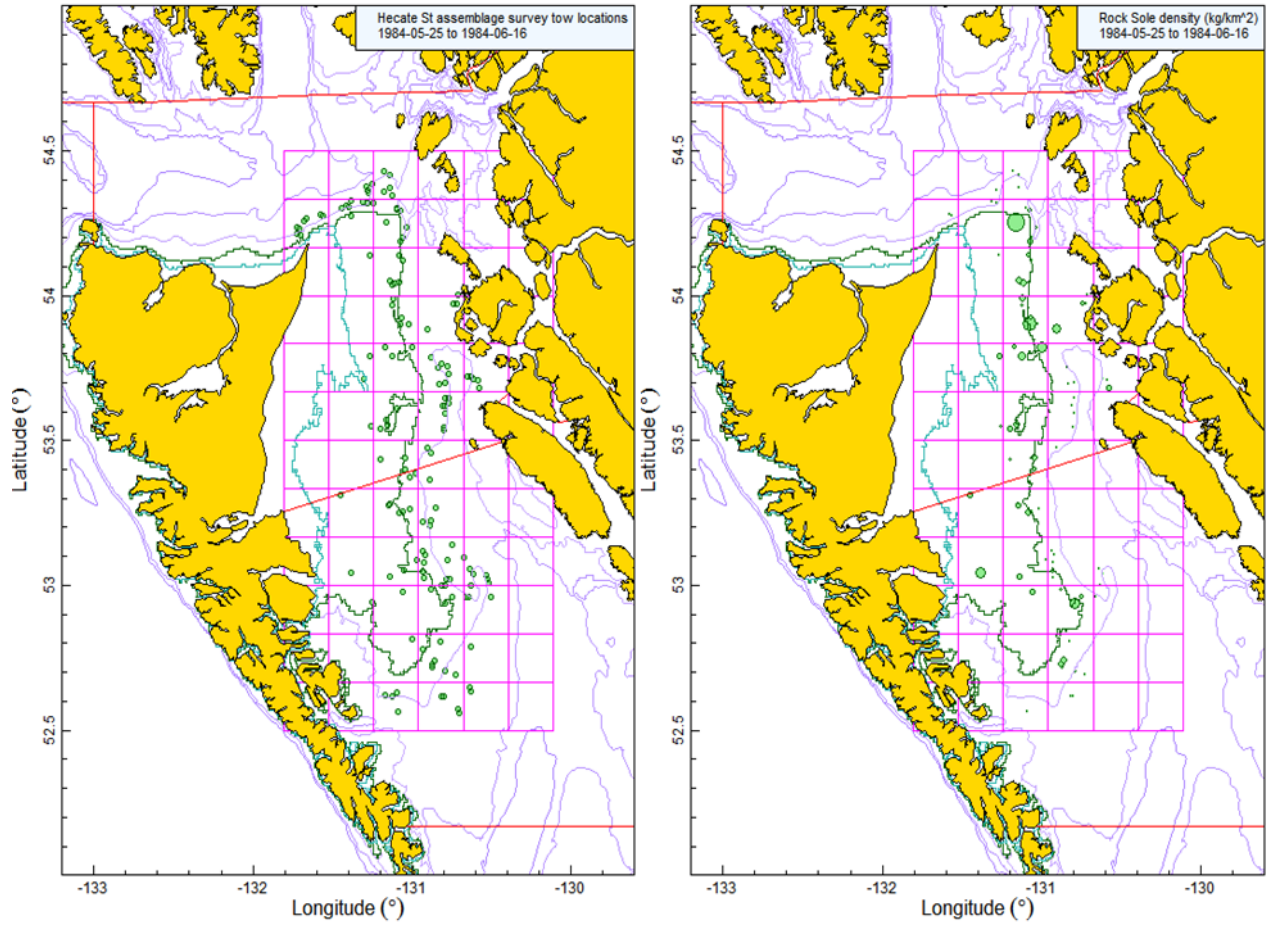 Hecate St assemblage survey tow locations
1984-05-25 to 1984-06-16
54.5
54
53.5
53
52.5
Latitude (°)
-133
-132
-131
-130
Longitude (°)
Rock Sole density (kg/km^2)
1984-05-25 to 1984-06-16
54.5
54
53.5
53
52.5
Latitude (°)
-133
-132
-131
-130
Longitude (°)